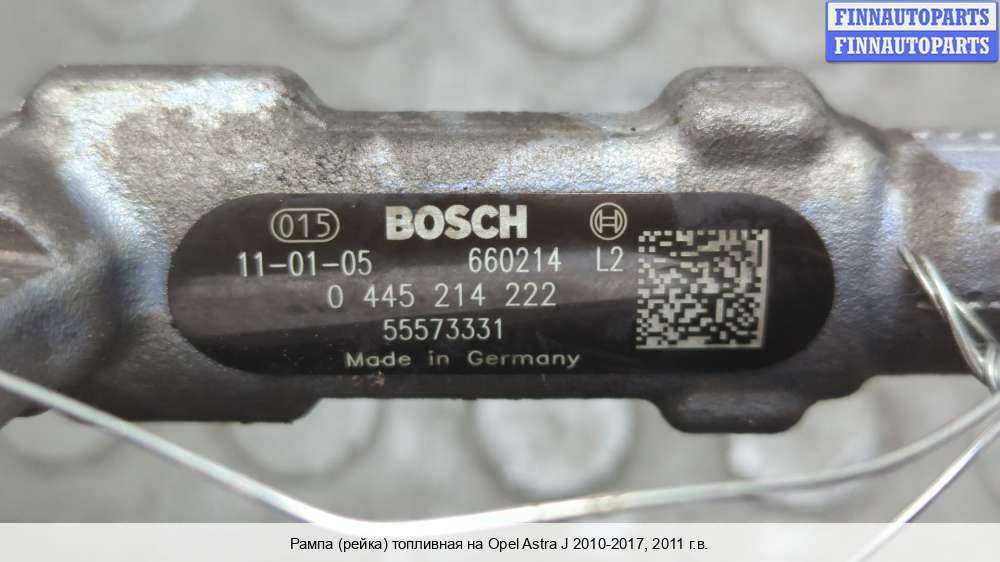 FINNAUTOPARTS
FINNAUTOPARTS
015 BOSCH
11-01-05 660214 L2
0 445 214 222
55573331
Made in Germany
Рампа (рейка) топливная на Opel Astra J 2010-2017, 2011 г.в.